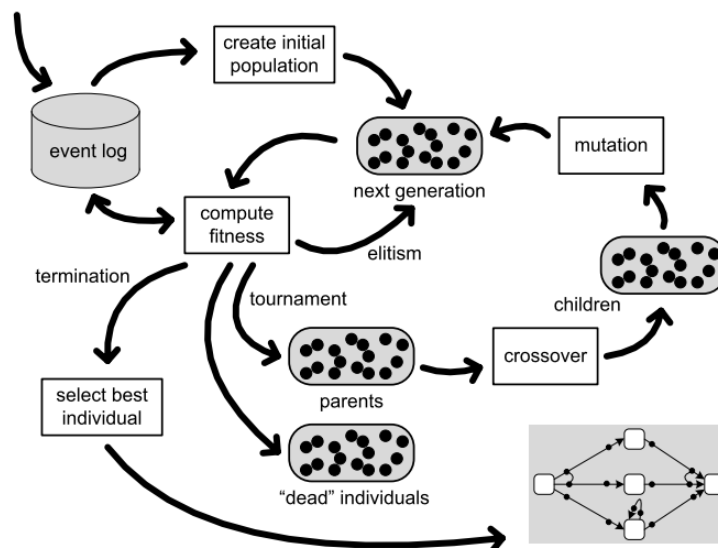 create initial
population
event log
mutation
next generation
compute
fitness
elitism
termination
tournament
children
crossover
select best
individual
parents
“dead” individuals